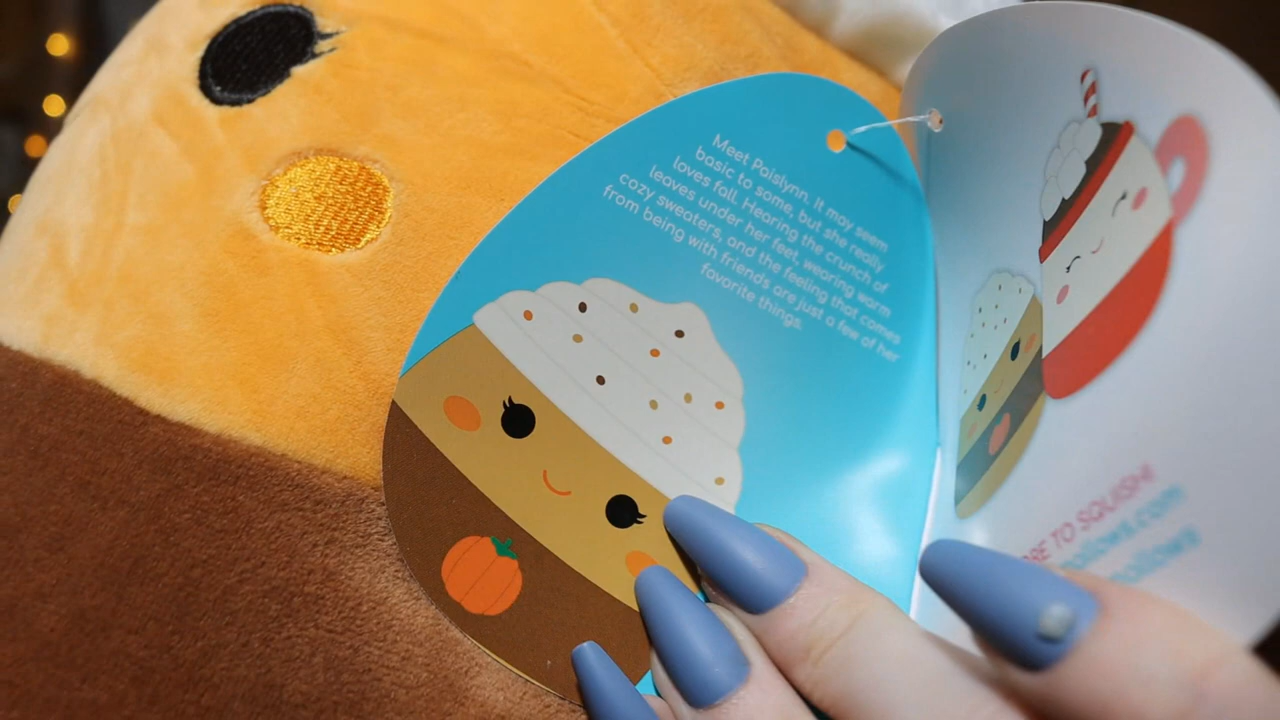 Meet Paislynn. It may seem
basic to some, but she really
loves fall. Hearing the crunch of
leaves under her feet, wearing warm
cozy sweaters, and the feeling that comes
from being with friends are just a few of her
favorite things.
TO SQUISH!